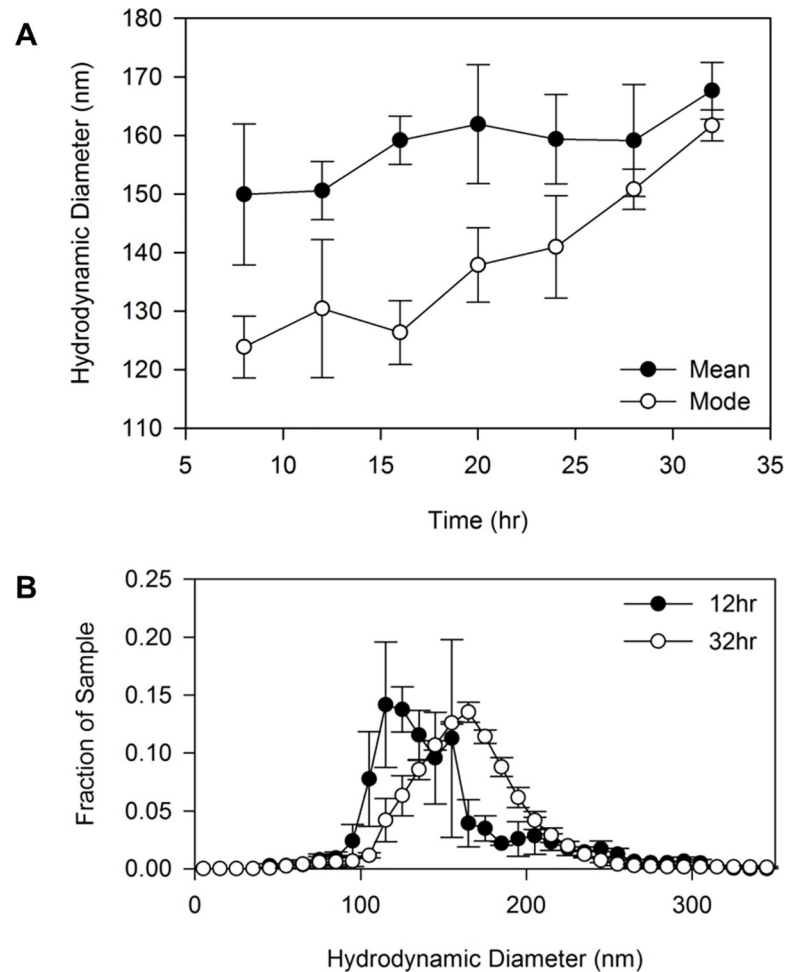 A
180
170
160
150
140
130
120
110
Hydrodynamic Diameter (nm)
Mean
Mode
5
10
15
20
25
30
35
Time (hr)
B
0.25
0.20
0.15
0.10
0.05
0.00
Fraction of Sample
12hr
32hr
0
100
200
300
Hydrodynamic Diameter (nm)